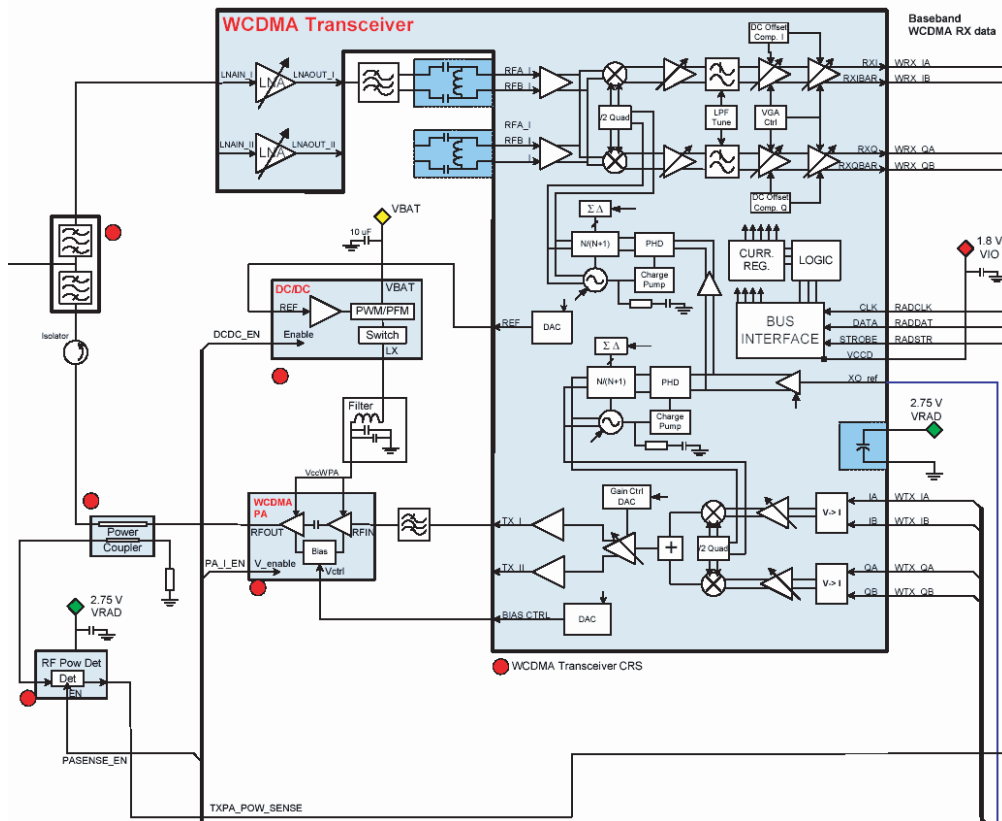 WCDMA Transceiver
Baseband
WCDMA RX data
DC Offset
Comp. I
LNAIN_I
LNA
LNAOUT_I
RFA_I
RFB_I
RXI
WRX_IA
RXIBAR
WRX_IB
/2 Quad
LPF
Tune
VGA
Ctrl
LNAIN_II
LNA
LNAOUT_II
RFA_I
RFB_I
I
RXQ
WRX_QA
RXQBAR
WRX_QB
DC Offset
Comp. Q
VBAT
10 uF
Σ Δ
N/(N+1)
PHD
Charge
Pump
CURR.
REG.
LOGIC
1.8 V
VIO
DC/DC
VBAT
REF
PWM/PFM
Enable
Switch
LX
DCDC_EN
REF
DAC
BUS
INTERFACE
CLK
RADCLK
DATA
RADDAT
STROBE
RADSTR
VCCD
Isolator
Σ Δ
N/(N+1)
PHD
Charge
Pump
XO_ref
2.75 V
VRAD
Filter
VccWPA
WCDMA
PA
RFOUT
RFIN
Bias
V_enable
Vctrl
PA_I_EN
Power
Coupler
Gain Ctrl
DAC
TX_I
TX_II
+
/2 Quad
V-> I
V-> I
IA
WTX_IA
IB
WTX_IB
QA
WTX_QA
QB
WTX_QB
BIAS_CTRL
DAC
2.75 V
VRAD
RF Pow Det
Det
EN
WCDMA Transceiver CRS
PASENSE_EN
TXPA_POW_SENSE